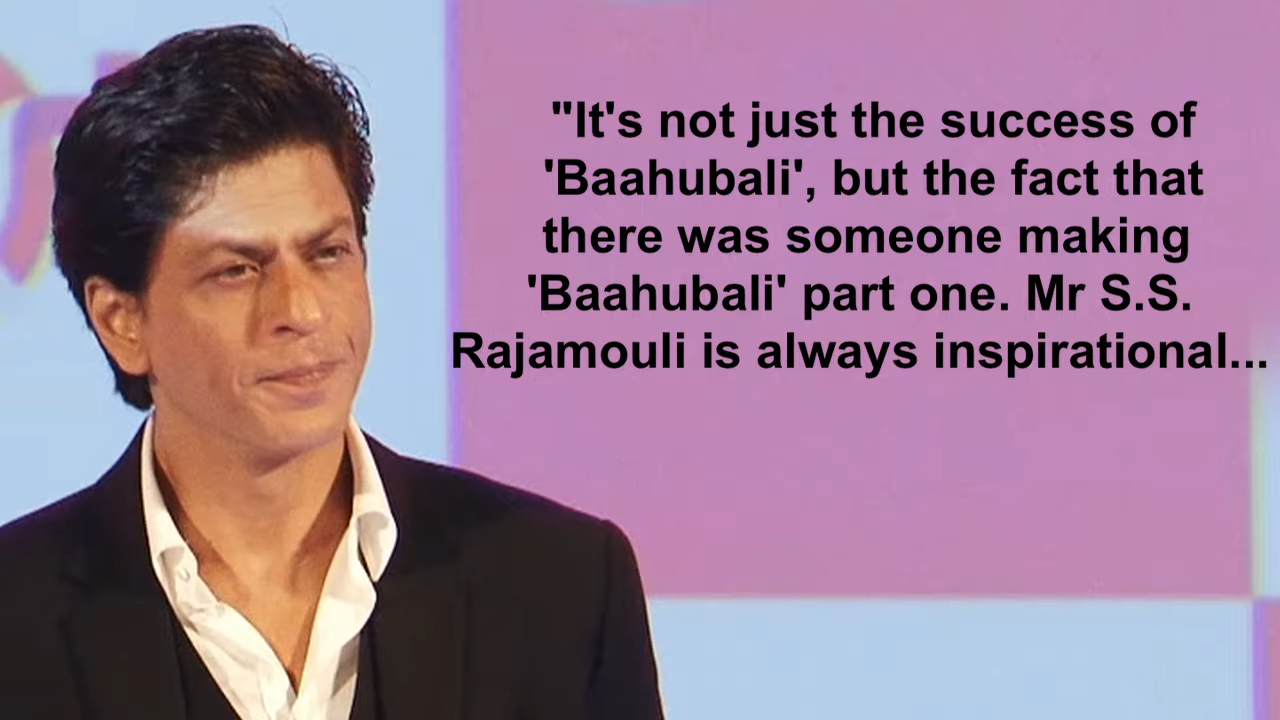 "It's not just the success of
'Baahubali', but the fact that
there was someone making
'Baahubali' part one. Mr S.S.
Rajamouli is always inspirational...